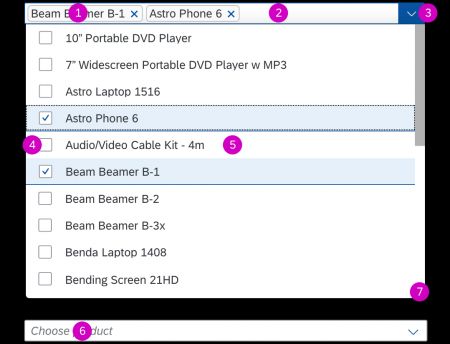 Beam Beamer B-1 × Astro Phone 6 ×
1
2
3
10" Portable DVD Player
7" Widescreen Portable DVD Player w MP3
Astro Laptop 1516
Astro Phone 6
4
Audio/Video Cable Kit - 4m
5
Beam Beamer B-1
Beam Beamer B-2
Beam Beamer B-3x
Benda Laptop 1408
Bending Screen 21HD
7
Choose Product
6